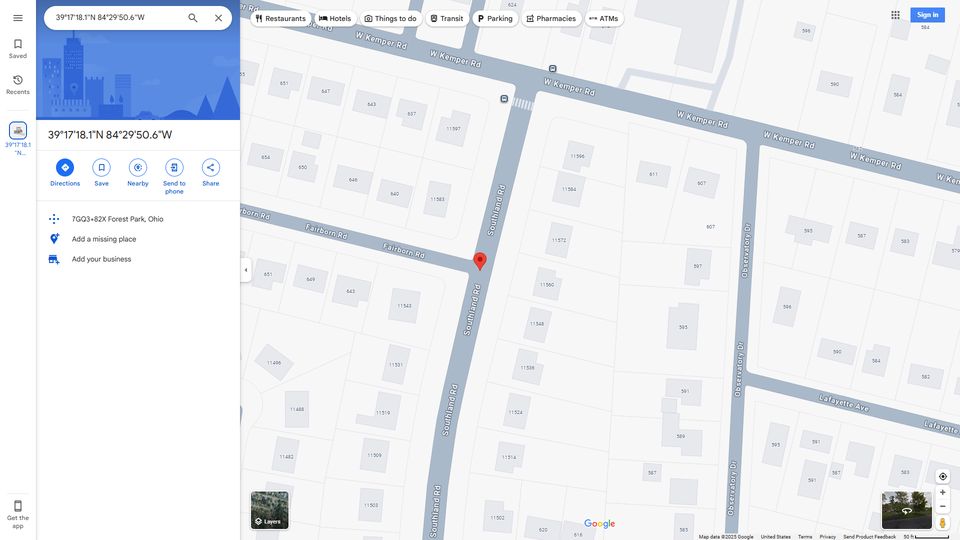 39°17'18.1"N 84°29'50.6"W
Restaurants
Hotels
Things to do
Transit
Parking
Pharmacies
ATMs
Sign in
Saved
Recents
39°17'18.1
"N...
39°17'18.1"N 84°29'50.6"W
Directions
Save
Nearby
Send to
phone
Share
7GQ3+82X Forest Park, Ohio
Add a missing place
Add your business
Get the
app
W Kemper Rd
W Kemper Rd
W Kemper Rd
W Kemper Rd
W Kemper Rd
W Kemper Rd
W Kem
624
596
584
590
651
647
643
637
11597
654
650
646
640
11583
11596
11584
11572
11560
11548
11536
11524
11514
11502
611
607
607
597
595
591
589
587
585
583
579
596
590
584
582
born Rd
Fairborn Rd
Fairborn Rd
Southland Rd
Southland Rd
Southland Rd
Southland Rd
651
649
643
11543
11531
11519
11509
11503
11496
11488
11482
Observatory Dr
Observatory Dr
Observatory Dr
Lafayette Ave
Lafayette
595
591
583
502
620
616
Layers
Google
Map data ©2025 Google
United States
Terms
Privacy
Send Product Feedback
50 ft